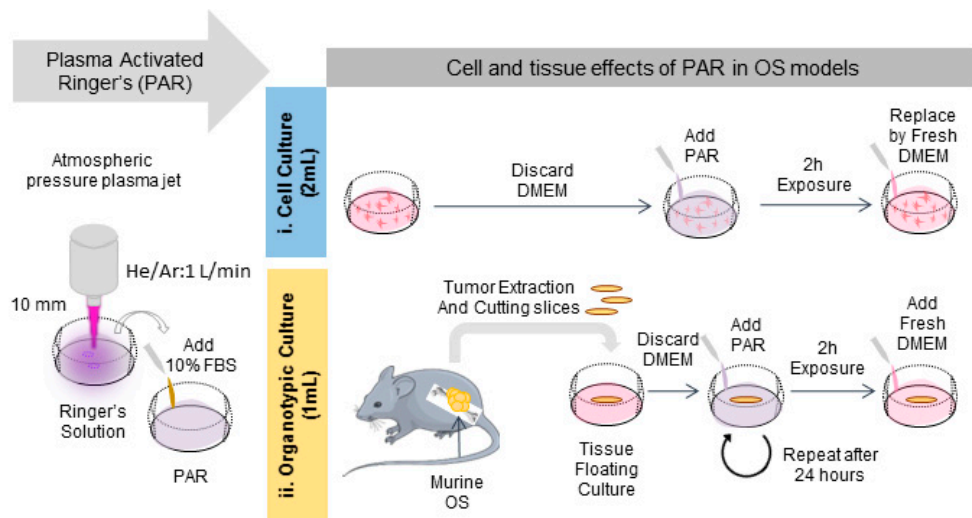 Plasma Activated
Ringer's (PAR)
Cell and tissue effects of PAR in OS models
Atmospheric
pressure plasma jet
He/Ar:1 L/min
10 mm
Add
10% FBS
Ringer's
Solution
PAR
i. Cell Culture
(2mL)
Discard
DMEM
Add
PAR
2h
Exposure
Replace
by Fresh
DMEM
ii. Organotypic Culture
(1mL)
Tumor Extraction
And Cutting slices
Murine
OS
Tissue
Floating
Culture
Discard
DMEM
Add
PAR
2h
Exposure
Add
Fresh
DMEM
Repeat after
24 hours